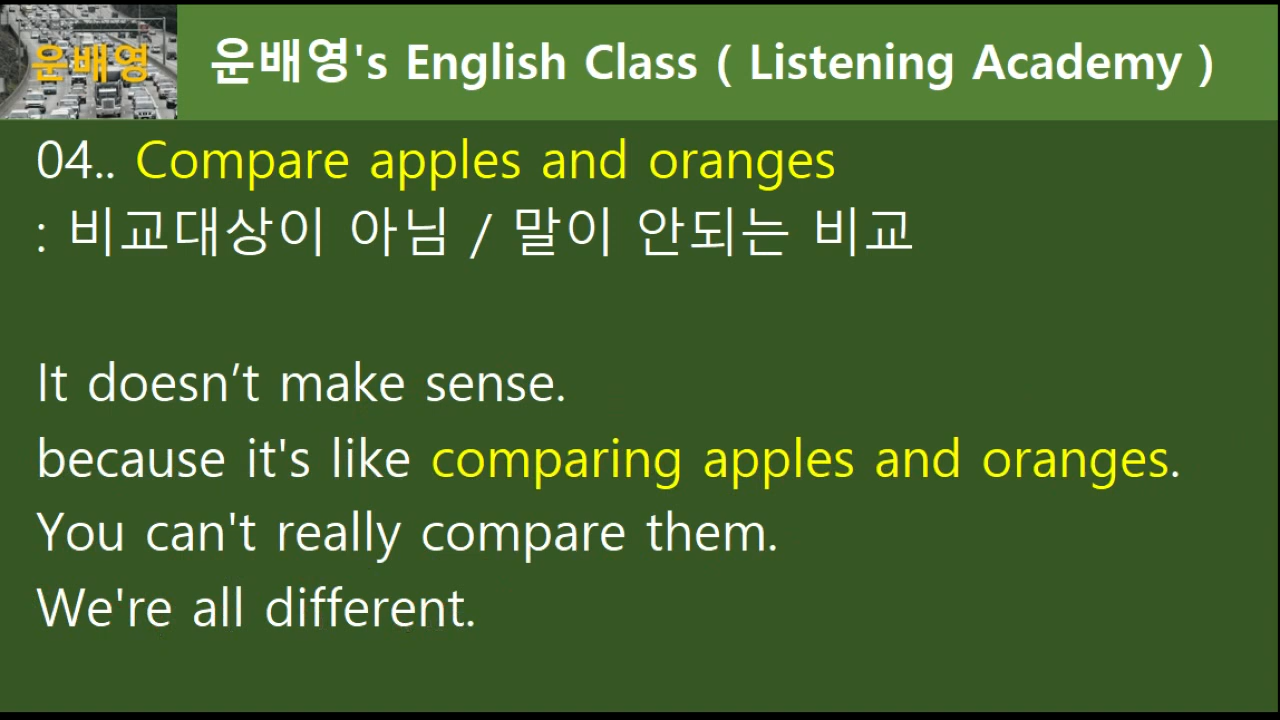 운배영
운배영's English Class ( Listening Academy )
04.. Compare apples and oranges
: 비교대상이 아님 / 말이 안되는 비교
It doesn’t make sense.
because it's like comparing apples and oranges.
You can't really compare them.
We're all different.